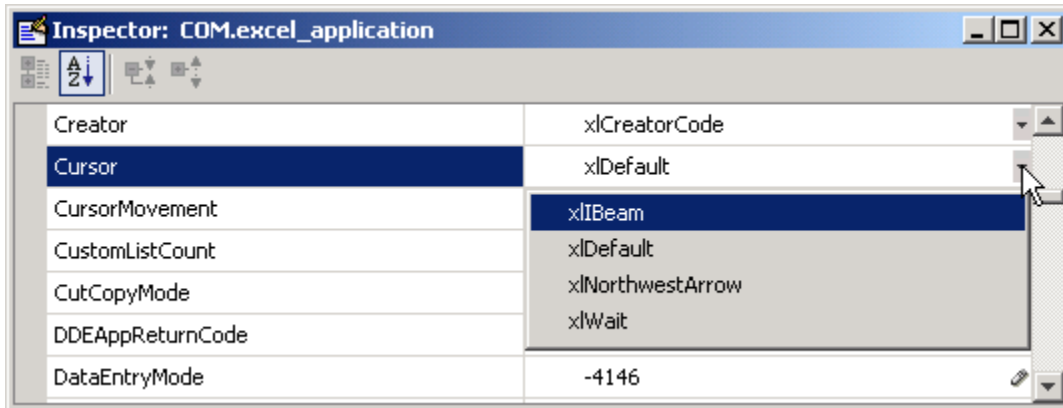 Inspector: COM.excel_application
A
Z
Creator xlCreatorCode
Cursor xlDefault
CursorMovement
xlIBeam
CustomListCount
xlDefault
CutCopyMode
xlNorthwestArrow
DDEAppReturnCode
xlWait
DataEntryMode -4146